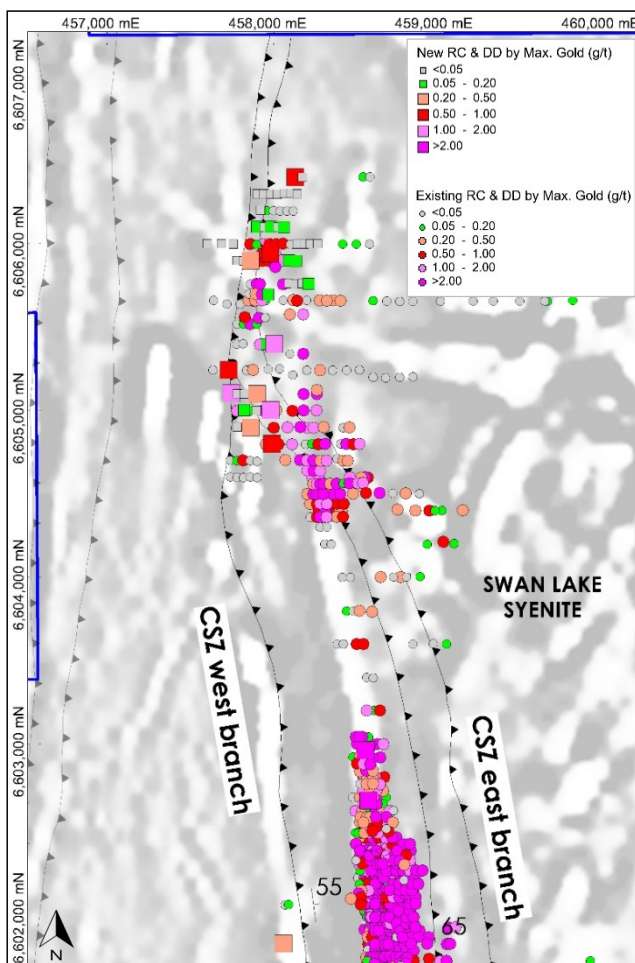 457,000 mE
458,000 mE
459,000 mE
460,000 mE
New RC & DD by Max. Gold (g/t)
<0.05
0.05 - 0.20
0.20 - 0.50
0.50 - 1.00
1.00 - 2.00
>2.00
Existing RC & DD by Max. Gold (g/t)
<0.05
0.05 - 0.20
0.20 - 0.50
0.50 - 1.00
1.00 - 2.00
>2.00
6,607,000 mN
6,606,000 mN
6,605,000 mN
6,604,000 mN
6,603,000 mN
6,602,000 mN
SWAN LAKE
SYENITE
CSZ west branch
CSZ east branch
55
65
N